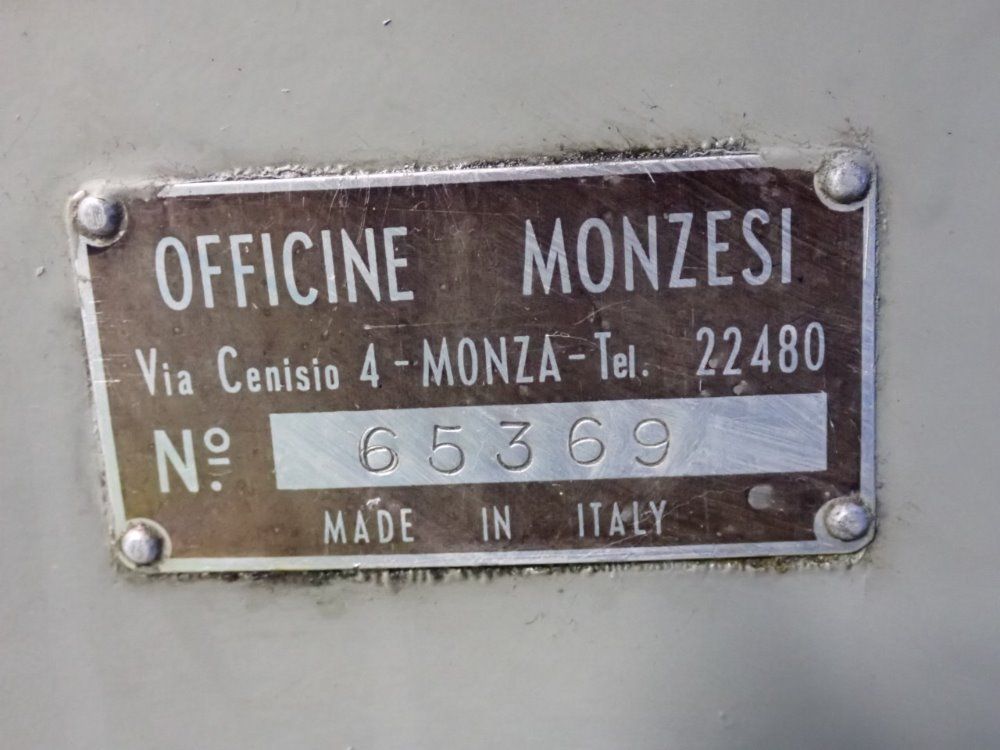 OFFICINE MONZESI
Via Cenisio 4 - MONZA - Tel. 22480
Nº 65369
MADE IN ITALY